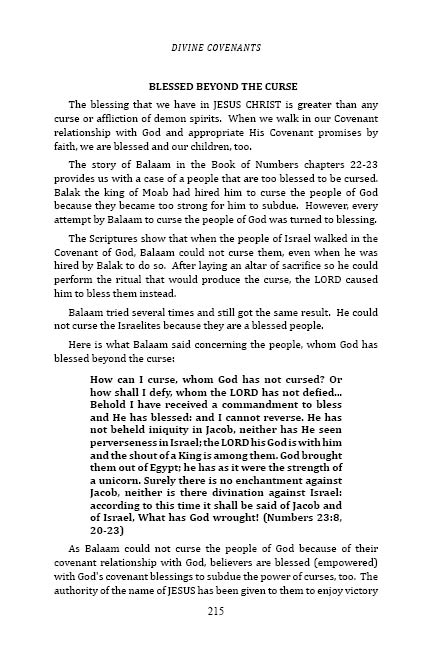 DIVINE COVENANTS
BLESSED BEYOND THE CURSE
The blessing that we have in JESUS CHRIST is greater than any
curse or affliction of demon spirits. When we walk in our Covenant
relationship with God and appropriate His Covenant promises by
faith, we are blessed and our children, too.
The story of Balaam in the Book of Numbers chapters 22-23
provides us with a case of a people that are too blessed to be cursed.
Balak the king of Moab had hired him to curse the people of God
because they became too strong for him to subdue. However, every
attempt by Balaam to curse the people of God was turned to blessing.
The Scriptures show that when the people of Israel walked in the
Covenant of God, Balaam could not curse them, even when he was
hired by Balak to do so. After laying an altar of sacrifice so he could
perform the ritual that would produce the curse, the LORD caused
him to bless them instead.
Balaam tried several times and still got the same result. He could
not curse the Israelites because they are a blessed people.
Here is what Balaam said concerning the people, whom God has
blessed beyond the curse:
How can I curse, whom God has not cursed? Or
how shall I defy, whom the LORD has not defied...
Behold I have received a commandment to bless
and He has blessed: and I cannot reverse. He has
not beheld iniquity in Jacob, neither has He seen
perverseness in Israel; the LORD his God is with him
and the shout of a King is among them. God brought
them out of Egypt; he has as it were the strength of
a unicorn. Surely there is no enchantment against
Jacob, neither is there divination against Israel:
according to this time it shall be said of Jacob and
of Israel, What has God wrought! (Numbers 23:8,
20-23)
As Balaam could not curse the people of God because of their
covenant relationship with God, believers are blessed (empowered)
with God's covenant blessings to subdue the power of curses, too. The
authority of the name of JESUS has been given to them to enjoy victory
215